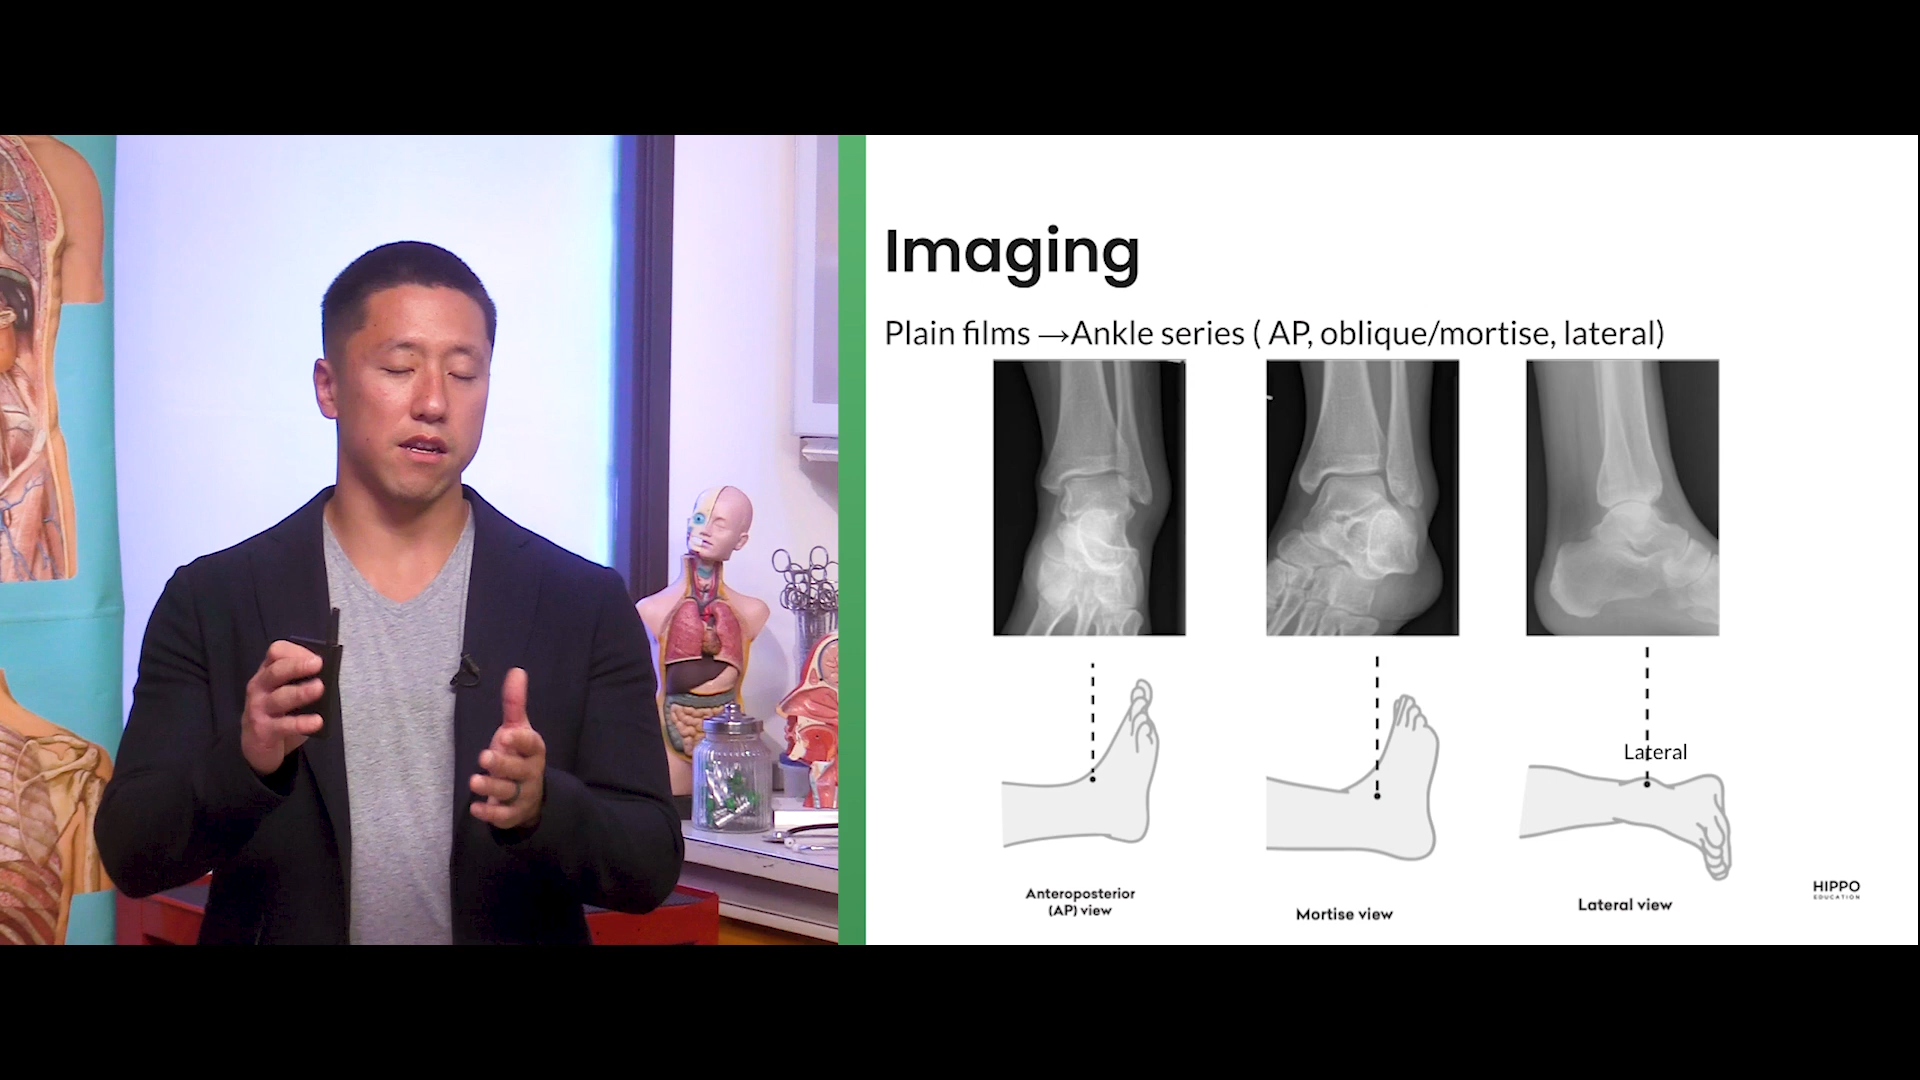 Imaging
Plain films →Ankle series ( AP, oblique/mortise, lateral)
Lateral
Anteroposterior
(AP) view
Mortise view
Lateral view
HIPPO
EDUCATION